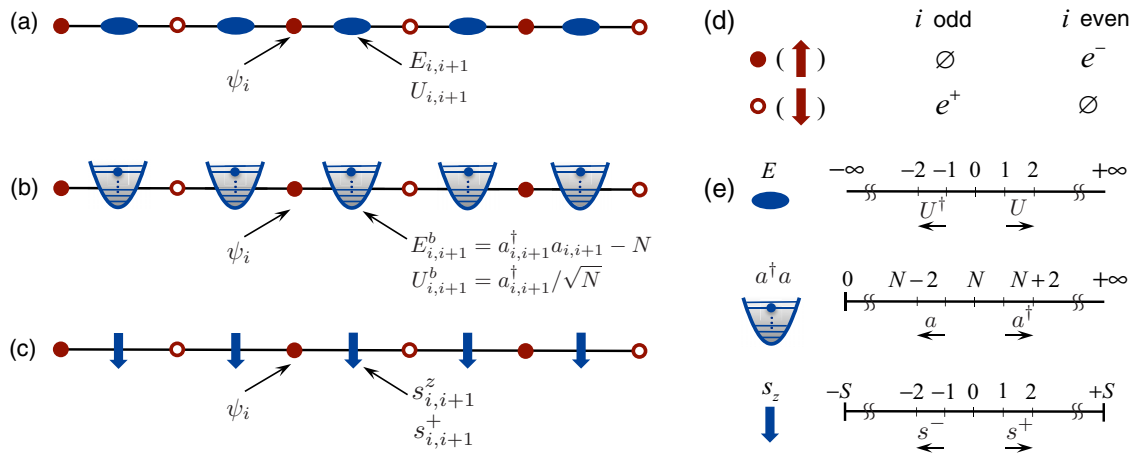 (a)
ψ_i
E_{i,i+1}
U_{i,i+1}
(b)
ψ_i
E^b_{i,i+1} = a^†_{i,i+1} a_{i,i+1} − N
U^b_{i,i+1} = a^†_{i,i+1}/√N
(c)
ψ_i
s^z_{i,i+1}
s^+_{i,i+1}
(d) i odd i even
( ) ∅ e^−
( ) e^+ ∅
(e)
E −∞ −2 −1 0 1 2 +∞
U^† U
a^†a 0 N−2 N N+2 +∞
a a^†
s_z −S −2 −1 0 1 2 +S
s^− s^+